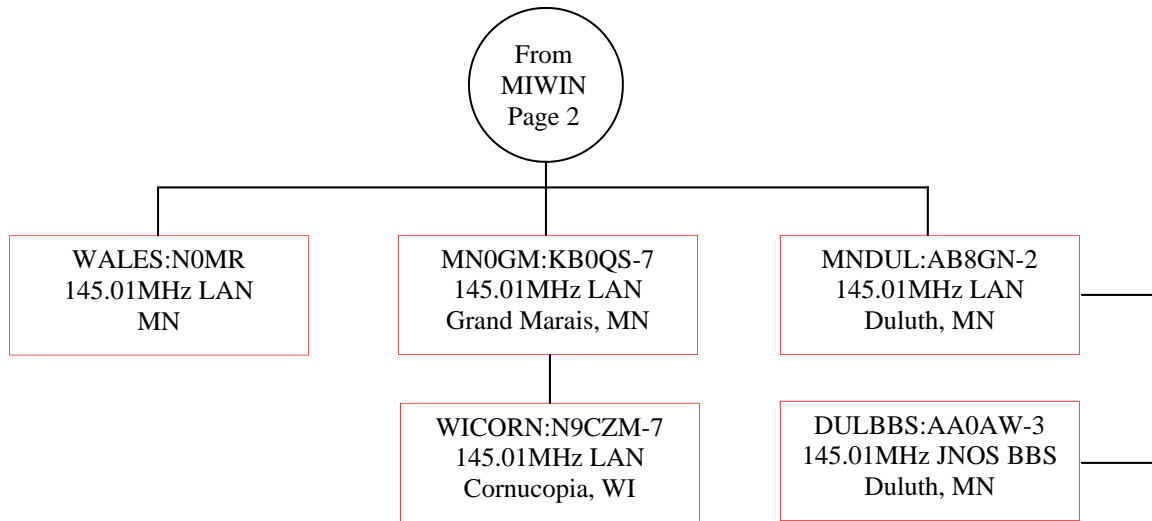 From
MIWIN
Page 2
WALES:N0MR
145.01MHz LAN
MN
MN0GM:KB0QS-7
145.01MHz LAN
Grand Marais, MN
MNDUL:AB8GN-2
145.01MHz LAN
Duluth, MN
WICORN:N9CZM-7
145.01MHz LAN
Cornucopia, WI
DULBBS:AA0AW-3
145.01MHz JNOS BBS
Duluth, MN